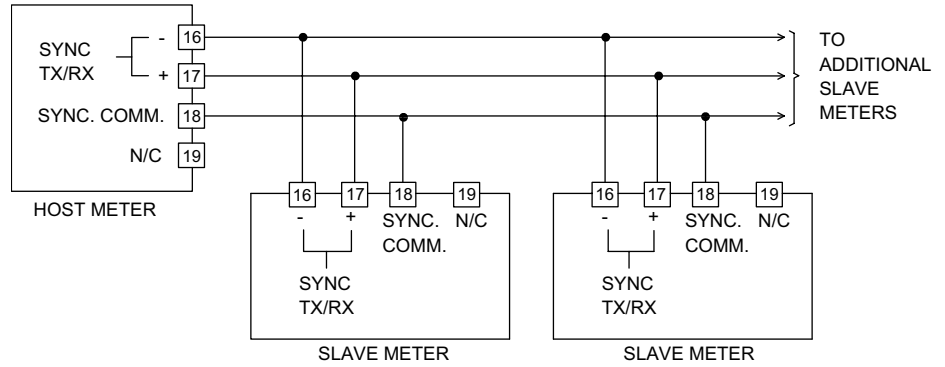 SYNC
TX/RX
- 16
+ 17
SYNC. COMM. 18
N/C 19
HOST METER
TO
ADDITIONAL
SLAVE
METERS
16 17 18 19
- + SYNC. N/C
COMM.
SYNC
TX/RX
SLAVE METER
16 17 18 19
- + SYNC. N/C
COMM.
SYNC
TX/RX
SLAVE METER